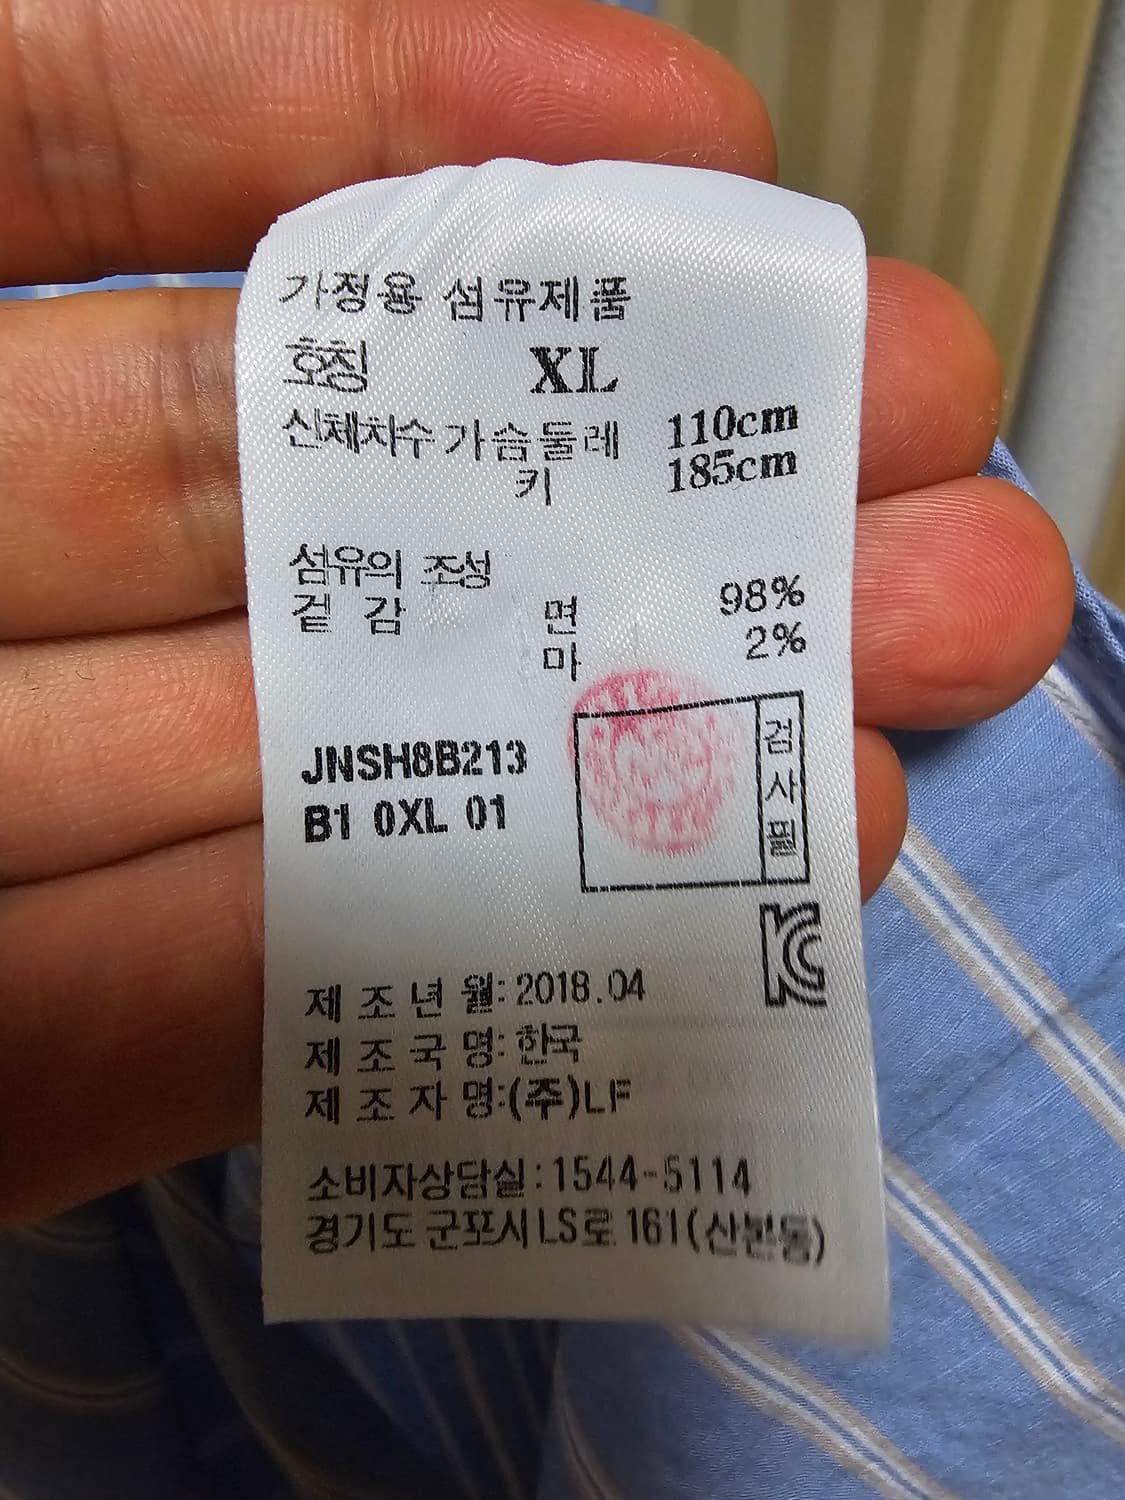 가정용 섬유제품
호칭 XL
신체치수 가슴둘레 110cm
키 185cm
섬유의 조성
겉 감 면 98%
마 2%
검사필
JNSH8B213
B1 0XL 01
제조년월: 2018.04
제조국명: 한국
제조자명: (주)LF
소비자상담실: 1544-5114
경기도 군포시 LS로 161(산본동)